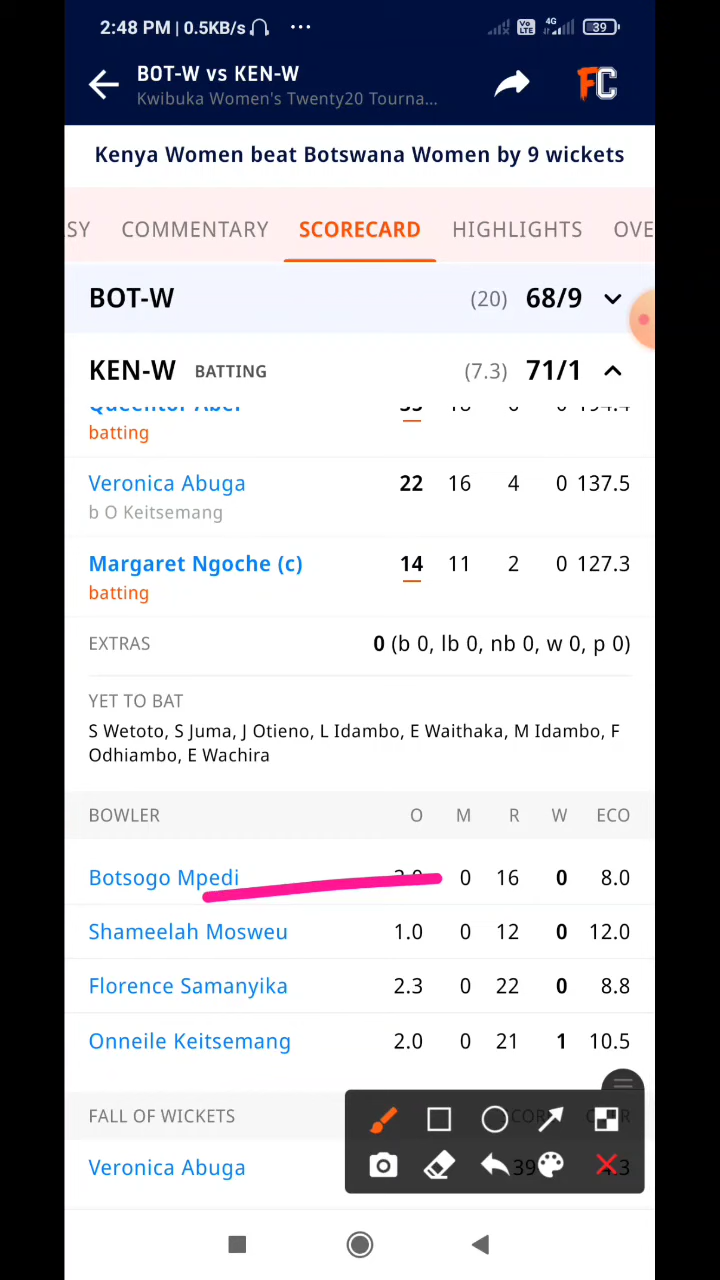 2:48 PM | 0.5KB/s
Vo LTE 4G 39
BOT-W vs KEN-W
Kwibuka Women's Twenty20 Tourna...
FC
Kenya Women beat Botswana Women by 9 wickets
SY COMMENTARY SCORECARD HIGHLIGHTS OVE
BOT-W (20) 68/9
KEN-W BATTING (7.3) 71/1
batting
Veronica Abuga 22 16 4 0 137.5
b O Keitsemang
Margaret Ngoche (c) 14 11 2 0 127.3
batting
EXTRAS 0 (b 0, lb 0, nb 0, w 0, p 0)
YET TO BAT
S Wetoto, S Juma, J Otieno, L Idambo, E Waithaka, M Idambo, F
Odhiambo, E Wachira
BOWLER O M R W ECO
Botsogo Mpedi 0 16 0 8.0
Shameelah Mosweu 1.0 0 12 0 12.0
Florence Samanyika 2.3 0 22 0 8.8
Onneile Keitsemang 2.0 0 21 1 10.5
FALL OF WICKETS
Veronica Abuga 39